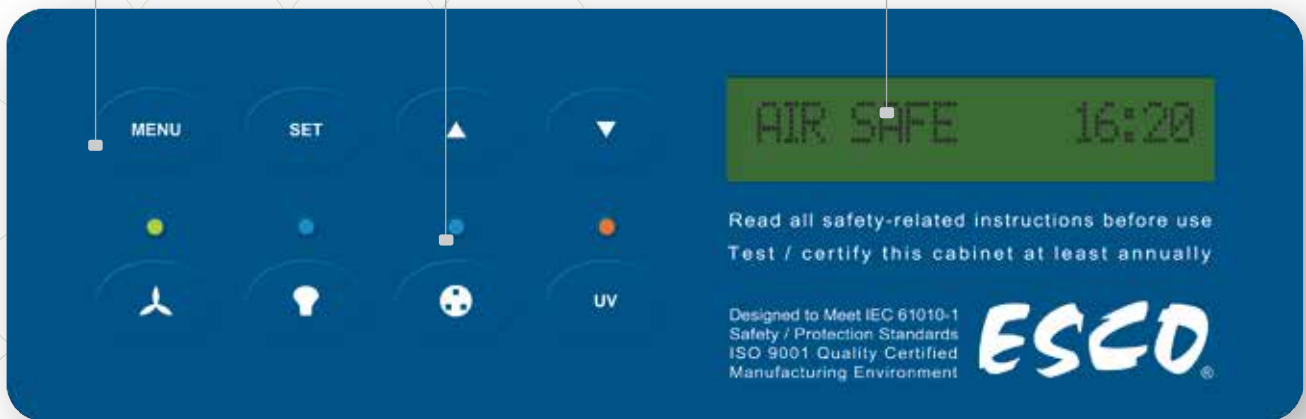 MENU SET
AIR SAFE 16:20
UV
Read all safety-related instructions before use
Test / certify this cabinet at least annually
Designed to Meet IEC 61010-1
Safety / Protection Standards
ISO 9001 Quality Certified
Manufacturing Environment
ESCO®